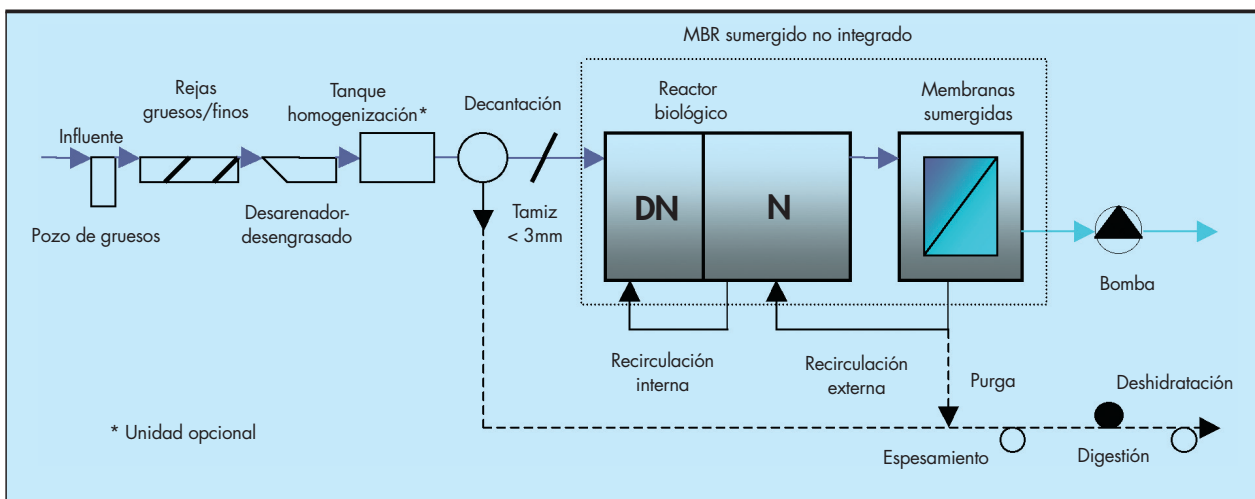 MBR sumergido no integrado
Influente
Rejas
gruesos/finos
Tanque
homogenización*
Decantación
Reactor
biológico
Membranas
sumergidas
Pozo de gruesos
Desarenador-
desengrasado
Tamiz
< 3mm
DN
N
Bomba
Recirculación
interna
Recirculación
externa
Purga
Deshidratación
* Unidad opcional
Espesamiento
Digestión